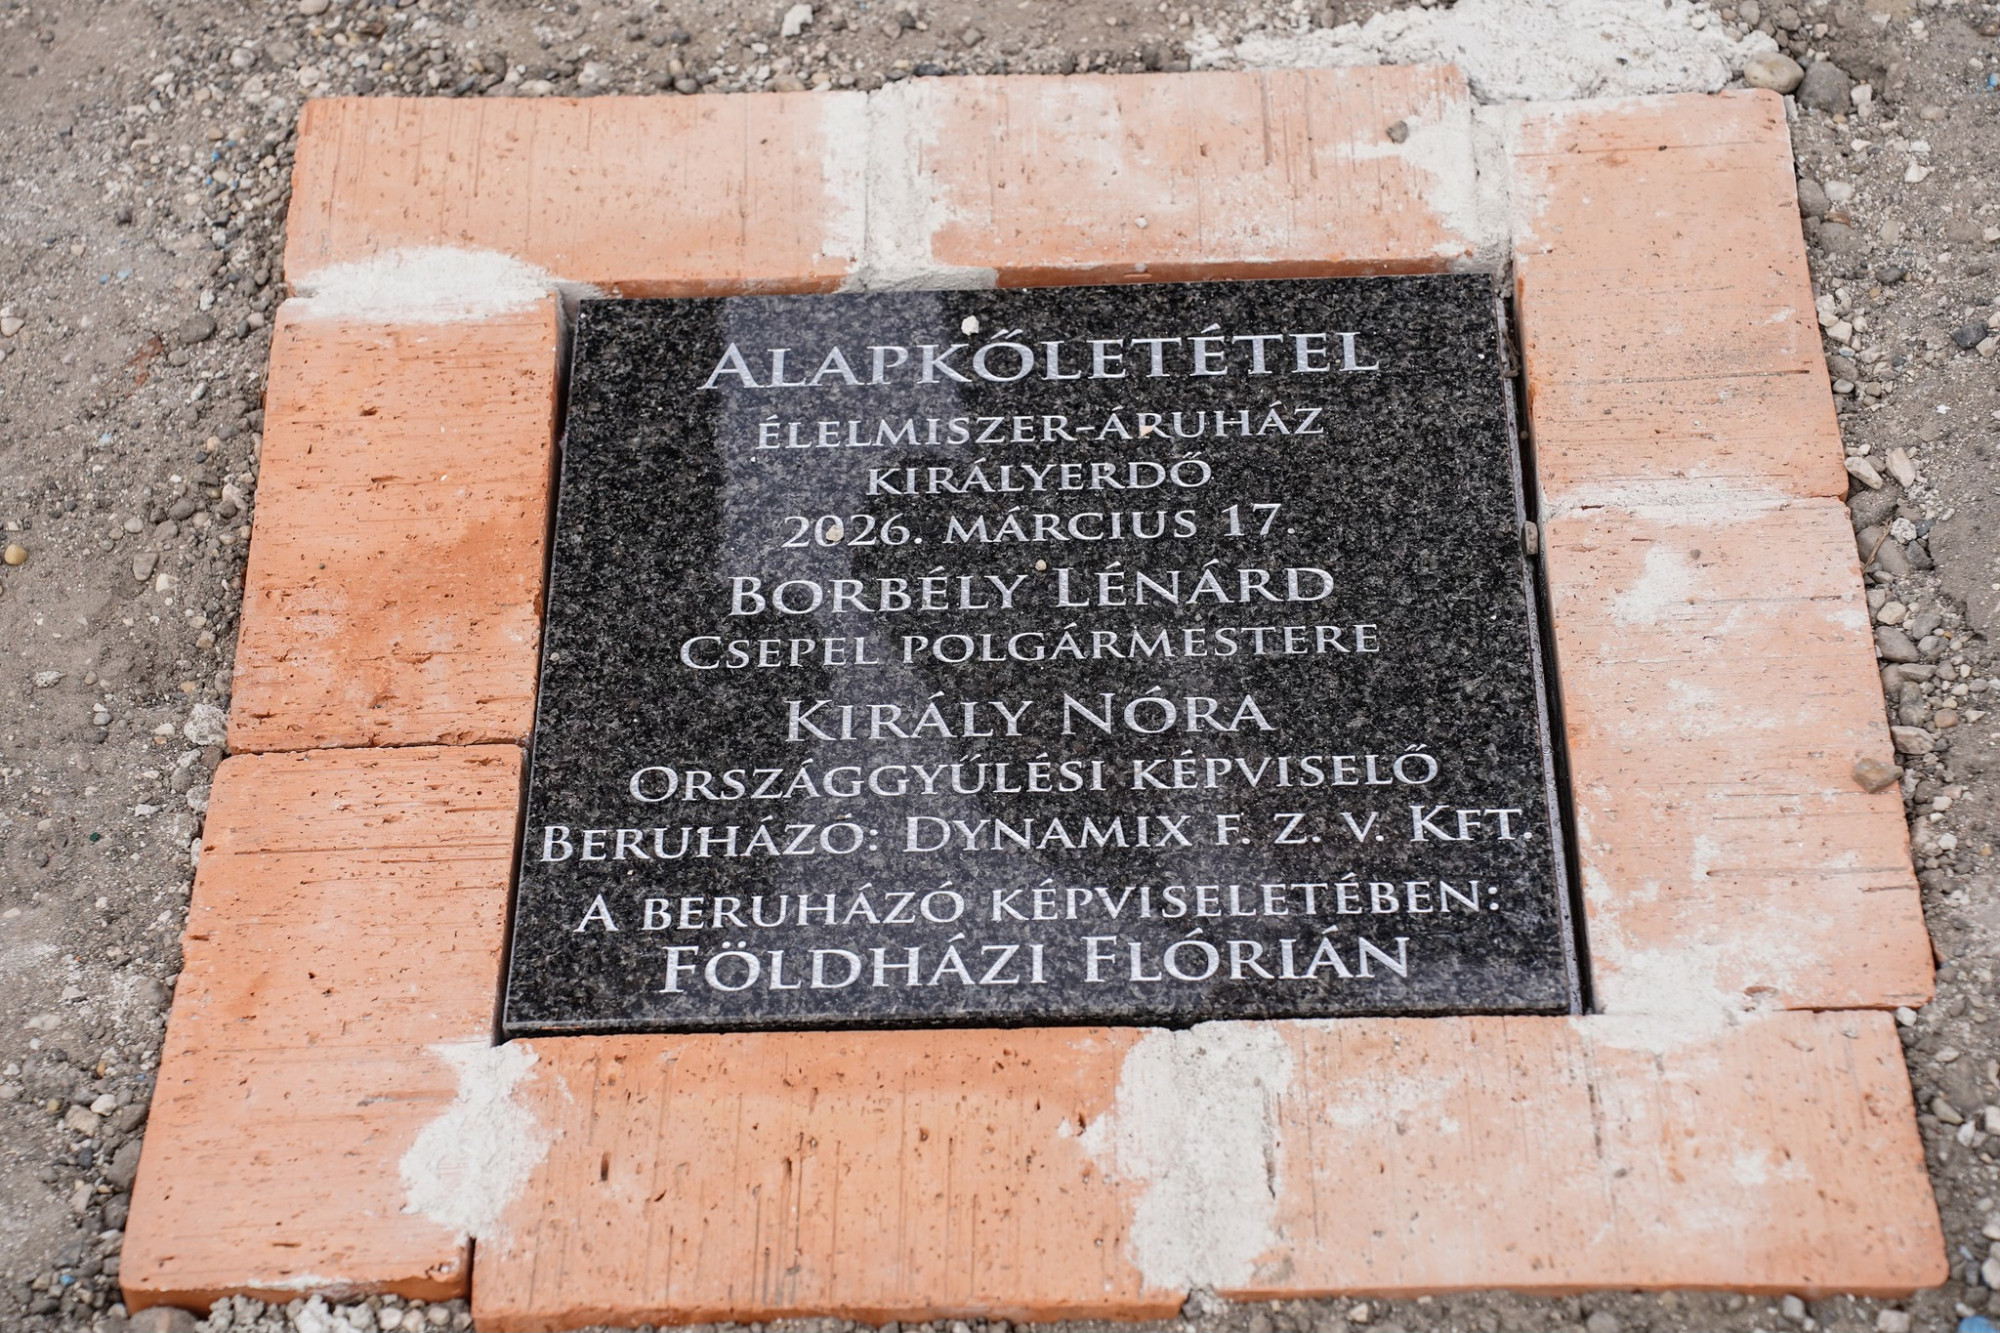 Alapkőletétel
élelmiszer-áruház
Királyerdő
2026. március 17.
Borbély Lénárd
Csepel polgármestere
Király Nóra
Országgyűlési képviselő
Beruházó: Dynamix f. z. v. Kft.
a beruházó képviseletében:
Földházi Flórián